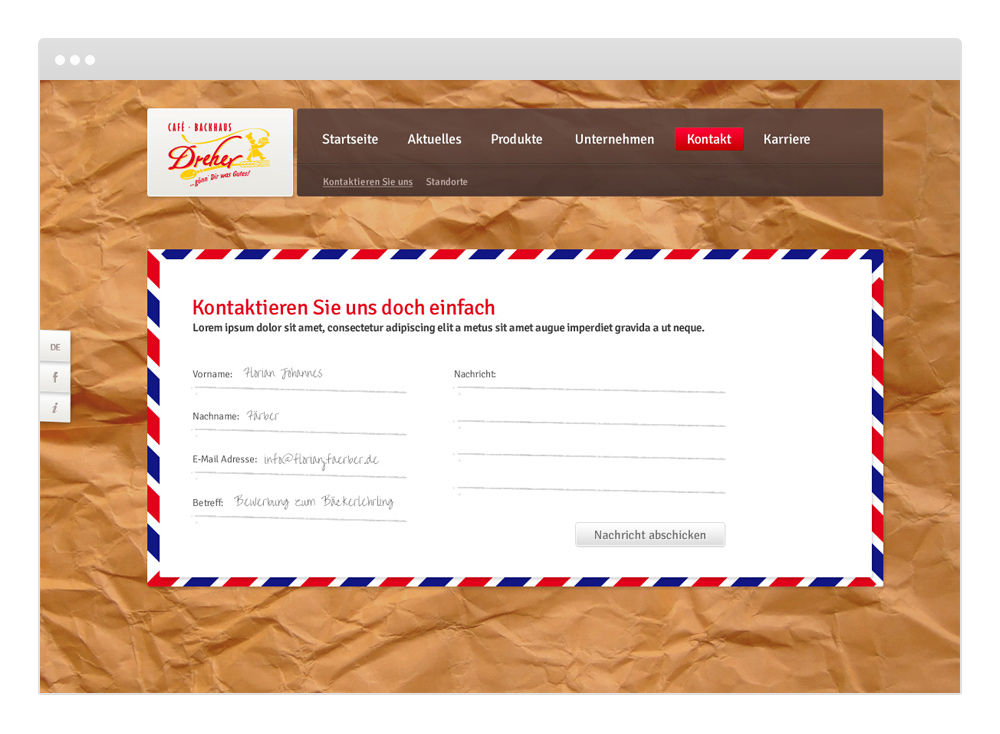 CAFÉ · BACKHAUS
Dreher
...gönn' Dir was Gutes!
Startseite Aktuelles Produkte Unternehmen Kontakt Karriere
Kontaktieren Sie uns Standorte
DE
f
i
Kontaktieren Sie uns doch einfach
Lorem ipsum dolor sit amet, consectetur adipiscing elit a metus sit amet augue imperdiet gravida a ut neque.
Vorname: Florian Johannes
Nachname: Färber
E-Mail Adresse: info@florianfaerber.de
Betreff: Bewerbung zum Bäckerlehrling
Nachricht:
Nachricht abschicken